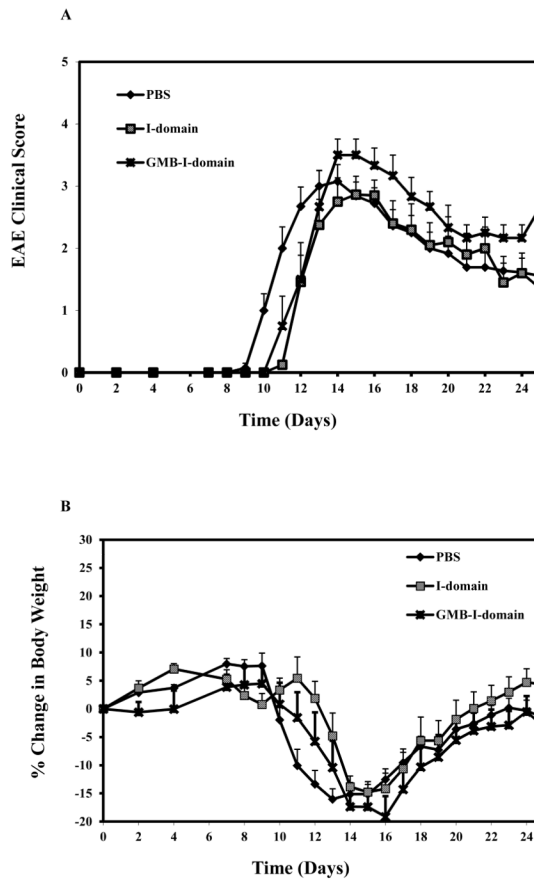 A
EAE Clinical Score
5
4
3
2
1
0
PBS
I-domain
GMB-I-domain
0 2 4 6 8 10 12 14 16 18 20 22 24
Time (Days)
B
% Change in Body Weight
30
25
20
15
10
5
0
-5
-10
-15
-20
PBS
I-domain
GMB-I-domain
0 2 4 6 8 10 12 14 16 18 20 22 24
Time (Days)